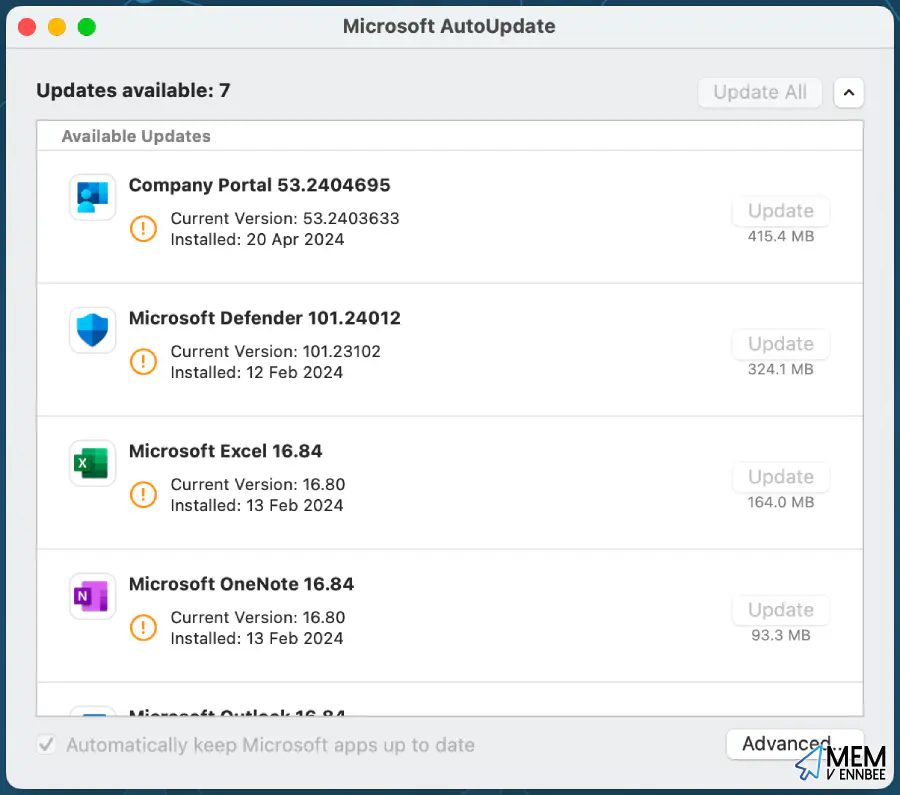 Microsoft AutoUpdate
Updates available: 7
Update All
Available Updates
Company Portal 53.2404695
Current Version: 53.2403633
Installed: 20 Apr 2024
Update
415.4 MB
Microsoft Defender 101.24012
Current Version: 101.23102
Installed: 12 Feb 2024
Update
324.1 MB
Microsoft Excel 16.84
Current Version: 16.80
Installed: 13 Feb 2024
Update
164.0 MB
Microsoft OneNote 16.84
Current Version: 16.80
Installed: 13 Feb 2024
Update
93.3 MB
Microsoft Outlook 16.84
Automatically keep Microsoft apps up to date
Advanced...
MEM
V ENNBEE